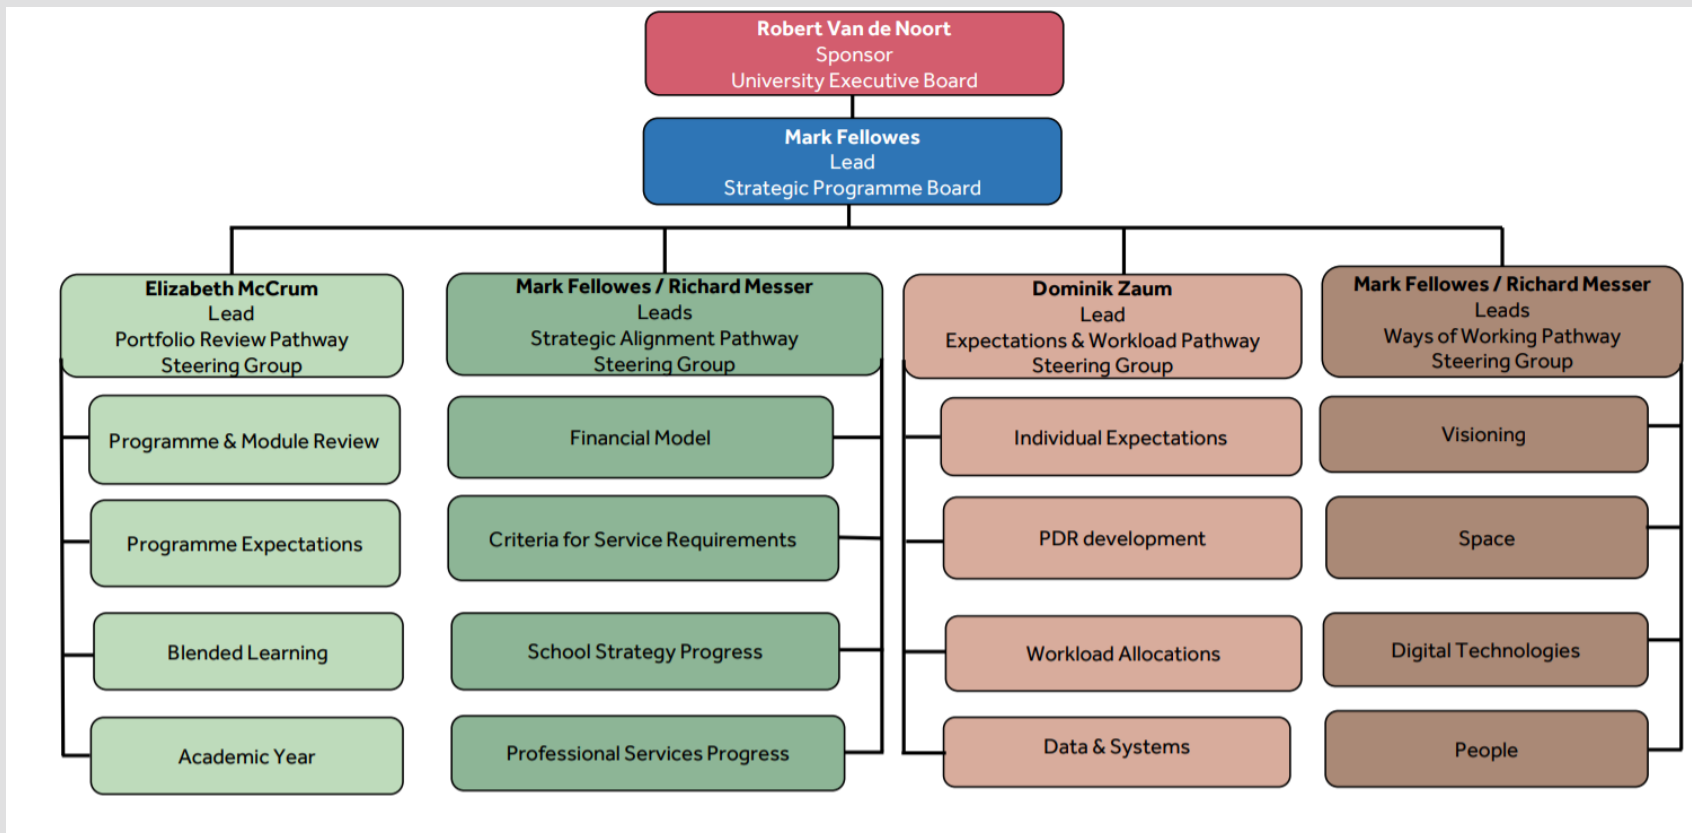 Robert Van de Noort
Sponsor
University Executive Board
Mark Fellowes
Lead
Strategic Programme Board
Elizabeth McCrum
Lead
Portfolio Review Pathway
Steering Group
Programme & Module Review
Programme Expectations
Blended Learning
Academic Year
Mark Fellowes / Richard Messer
Leads
Strategic Alignment Pathway
Steering Group
Financial Model
Criteria for Service Requirements
School Strategy Progress
Professional Services Progress
Dominik Zaum
Lead
Expectations & Workload Pathway
Steering Group
Individual Expectations
PDR development
Workload Allocations
Data & Systems
Mark Fellowes / Richard Messer
Leads
Ways of Working Pathway
Steering Group
Visioning
Space
Digital Technologies
People